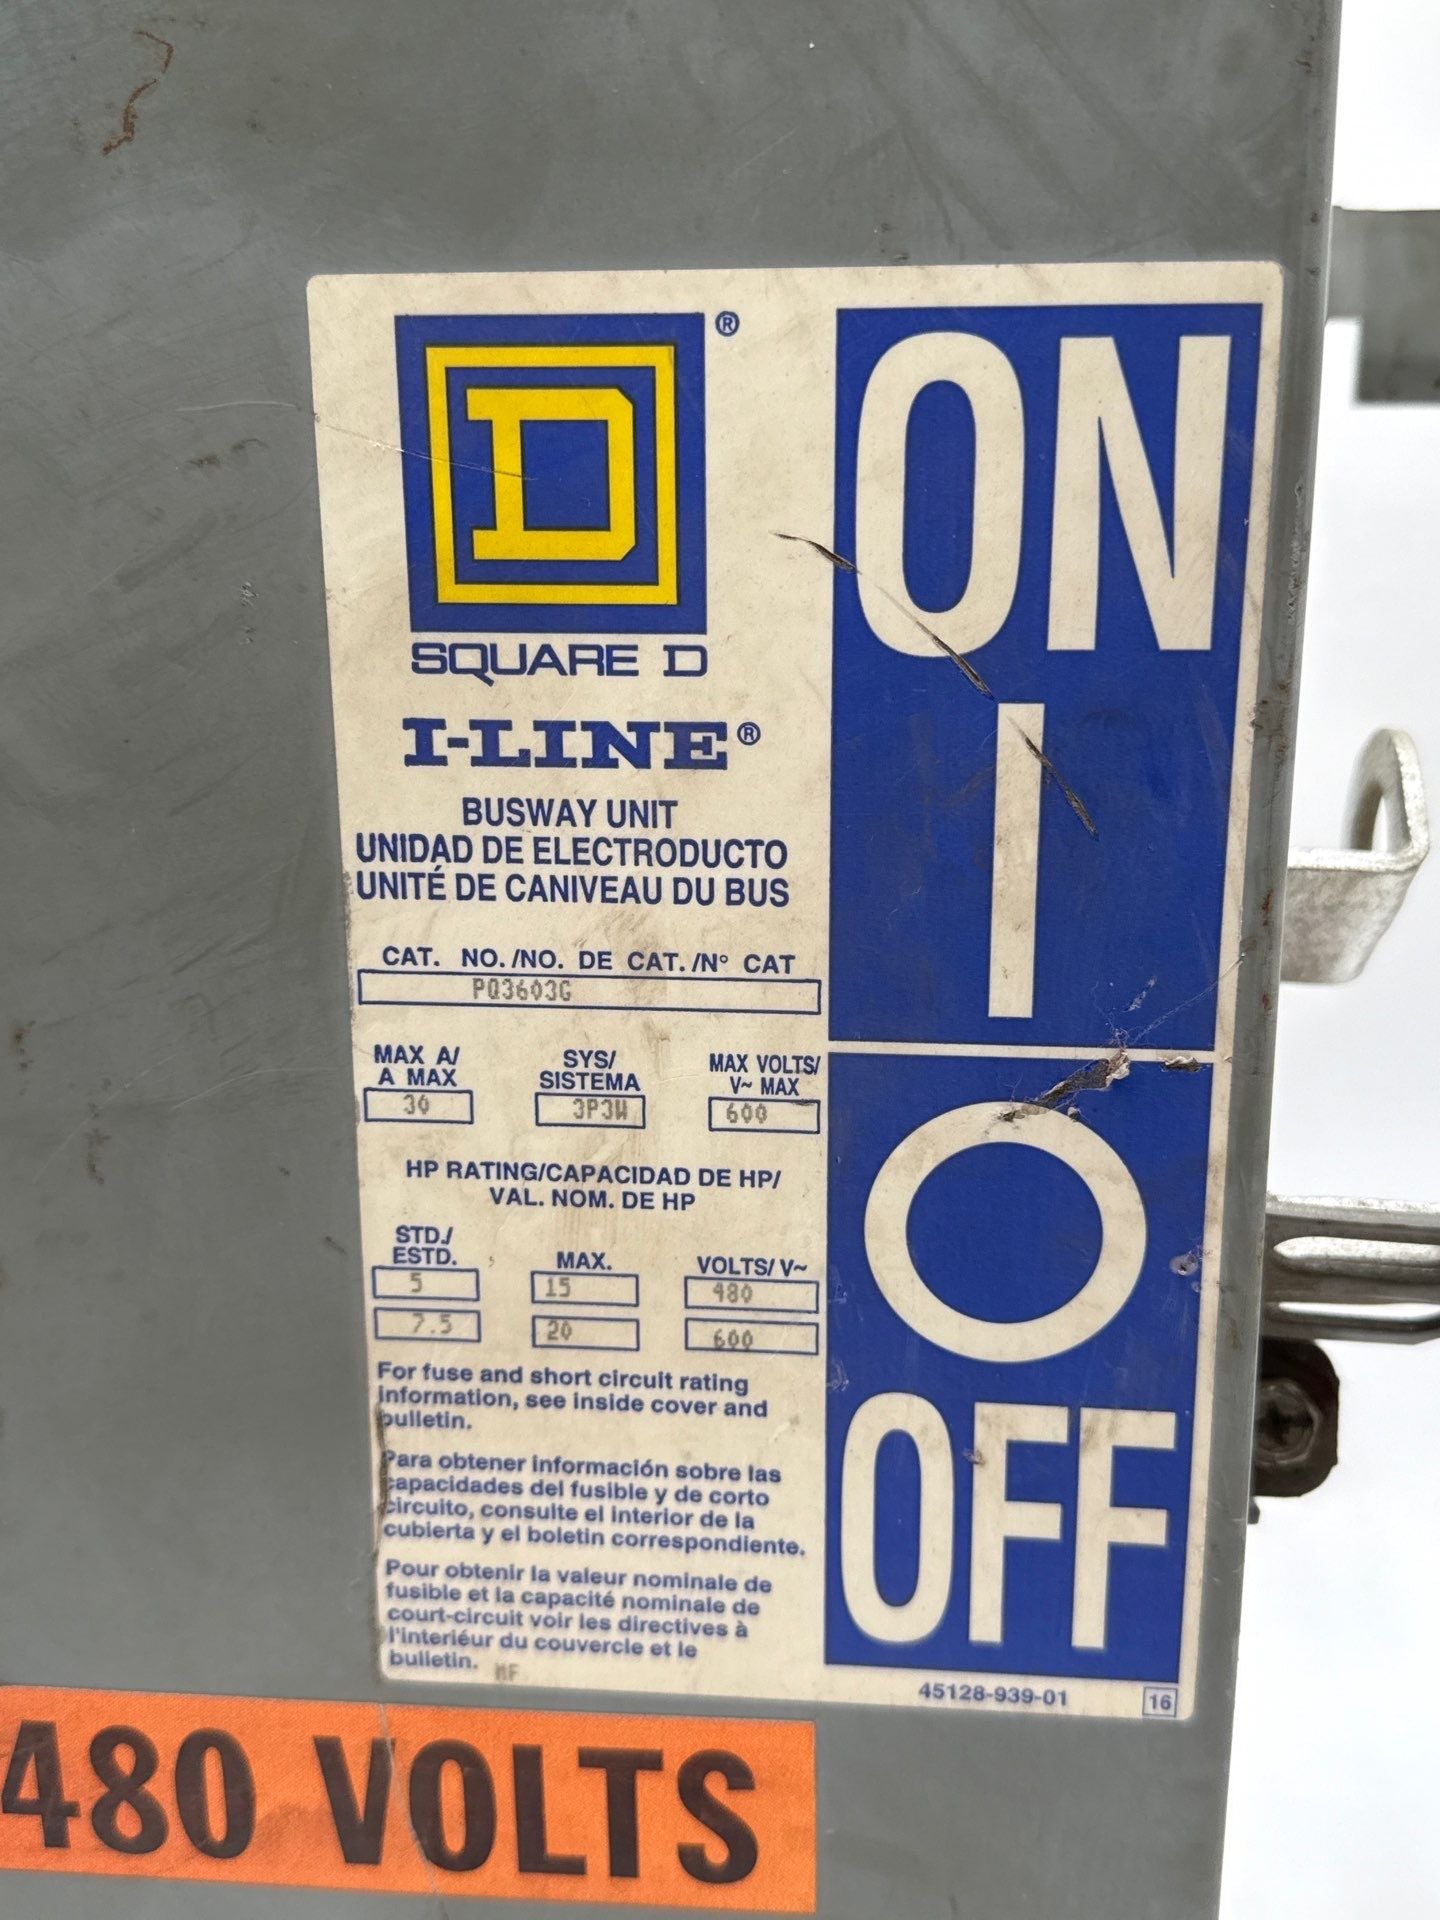 D ®
SQUARE D
I-LINE®
BUSWAY UNIT
UNIDAD DE ELECTRODUCTO
UNITÉ DE CANIVEAU DU BUS
CAT. NO./NO. DE CAT./N° CAT
PQ3603G
MAX A/
A MAX
30
SYS/
SISTEMA
3P3W
MAX VOLTS/
V~ MAX
600
HP RATING/CAPACIDAD DE HP/
VAL. NOM. DE HP
STD./
ESTD.
MAX.
VOLTS/V~
5 15 480
7.5 20 600
For fuse and short circuit rating
information, see inside cover and
bulletin.
Para obtener información sobre las
capacidades del fusible y de corto
circuito, consulte el interior de la
cubierta y el boletin correspondiente.
Pour obtenir la valeur nominale de
fusible et la capacité nominale de
court-circuit voir les directives à
l'interiéur du couvercle et le
bulletin. MF
ON
I
O
OFF
45128-939-01 16
480 VOLTS